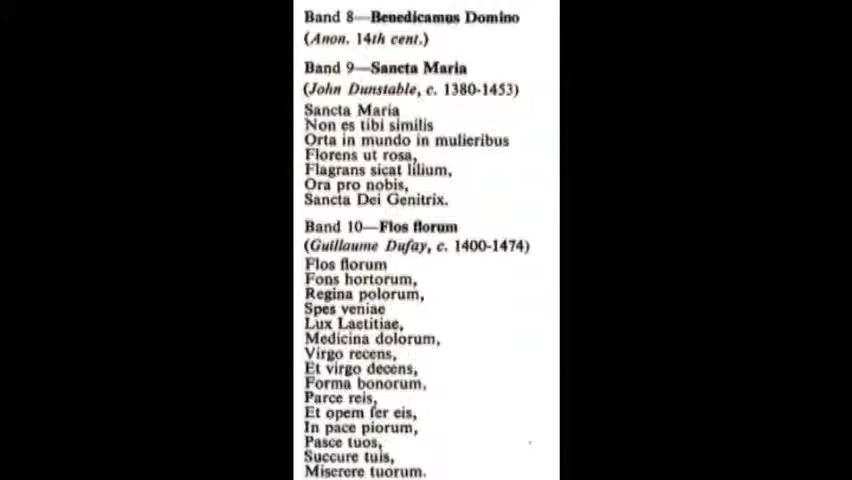 Band 8—Benedicamus Domino
(Anon. 14th cent.)
Band 9—Sancta Maria
(John Dunstable, c. 1380-1453)
Sancta Maria
Non es tibi similis
Orta in mundo in mulieribus
Florens ut rosa,
Flagrans sicat lilium,
Ora pro nobis,
Sancta Dei Genitrix.
Band 10—Flos florum
(Guillaume Dufay, c. 1400-1474)
Flos florum
Fons hortorum,
Regina polorum,
Spes veniae
Lux Laetitiae,
Medicina dolorum,
Virgo recens,
Et virgo decens,
Forma bonorum,
Parce reis,
Et opem fer eis,
In pace piorum,
Pasce tuos,
Succure tuis,
Miserere tuorum.